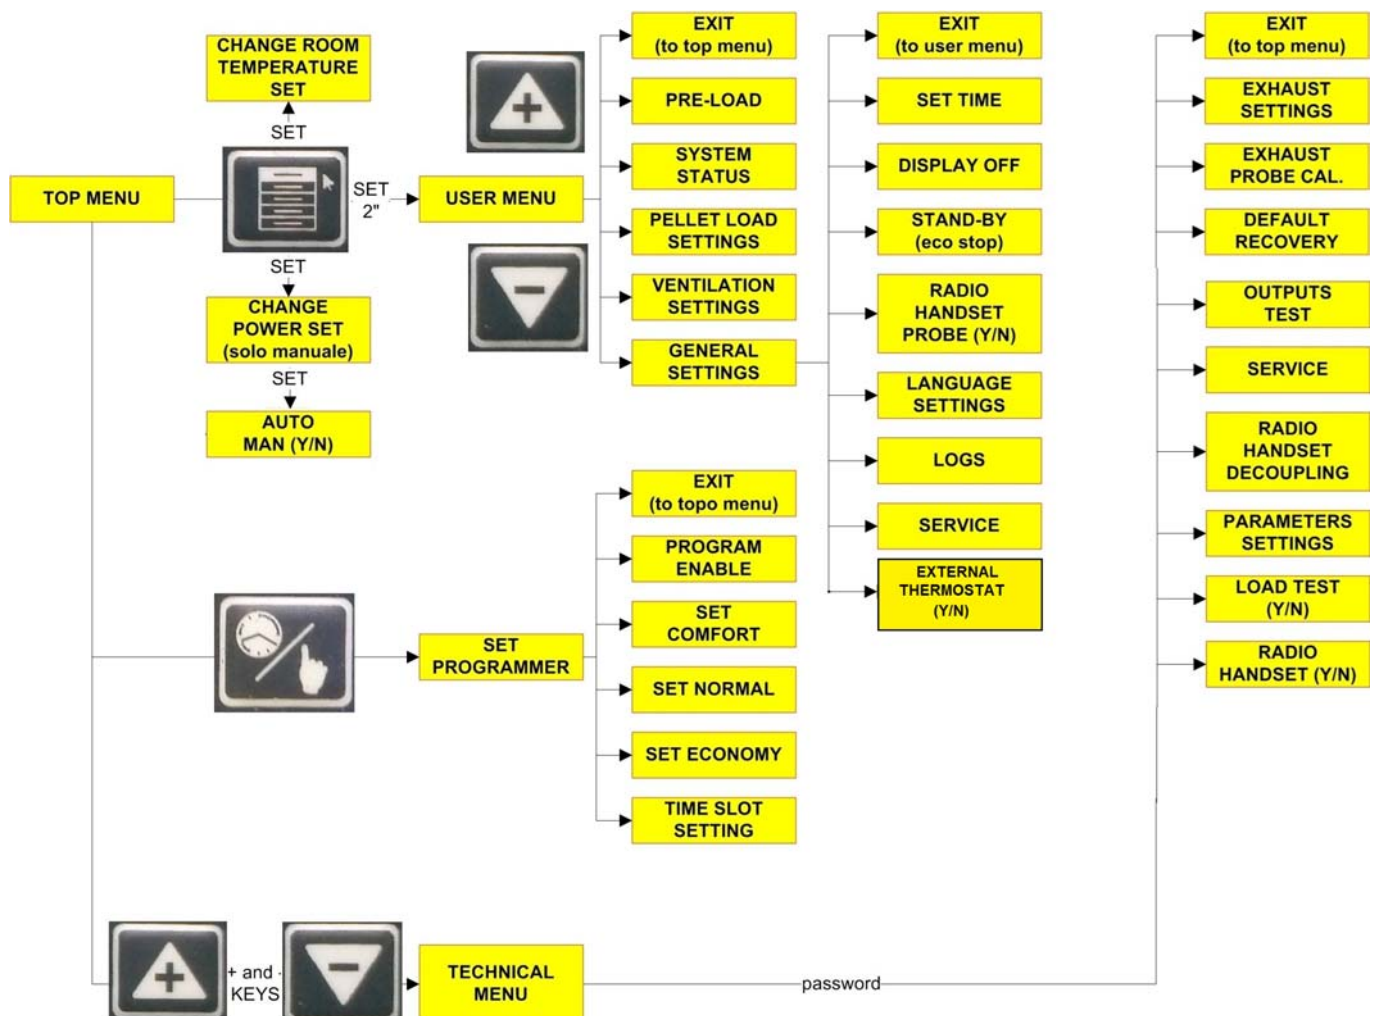 CHANGE ROOM
TEMPERATURE
SET
SET
TOP MENU
SET
2"
USER MENU
SET
CHANGE
POWER SET
(solo manuale)
SET
AUTO
MAN (Y/N)
EXIT
(to top menu)
PRE-LOAD
SYSTEM
STATUS
PELLET LOAD
SETTINGS
VENTILATION
SETTINGS
GENERAL
SETTINGS
EXIT
(to user menu)
SET TIME
DISPLAY OFF
STAND-BY
(eco stop)
RADIO
HANDSET
PROBE (Y/N)
LANGUAGE
SETTINGS
LOGS
SERVICE
EXTERNAL
THERMOSTAT
(Y/N)
SET
PROGRAMMER
EXIT
(to topo menu)
PROGRAM
ENABLE
SET
COMFORT
SET NORMAL
SET ECONOMY
TIME SLOT
SETTING
+ and -
KEYS
TECHNICAL
MENU
password
EXIT
(to top menu)
EXHAUST
SETTINGS
EXHAUST
PROBE CAL.
DEFAULT
RECOVERY
OUTPUTS
TEST
SERVICE
RADIO
HANDSET
DECOUPLING
PARAMETERS
SETTINGS
LOAD TEST
(Y/N)
RADIO
HANDSET (Y/N)